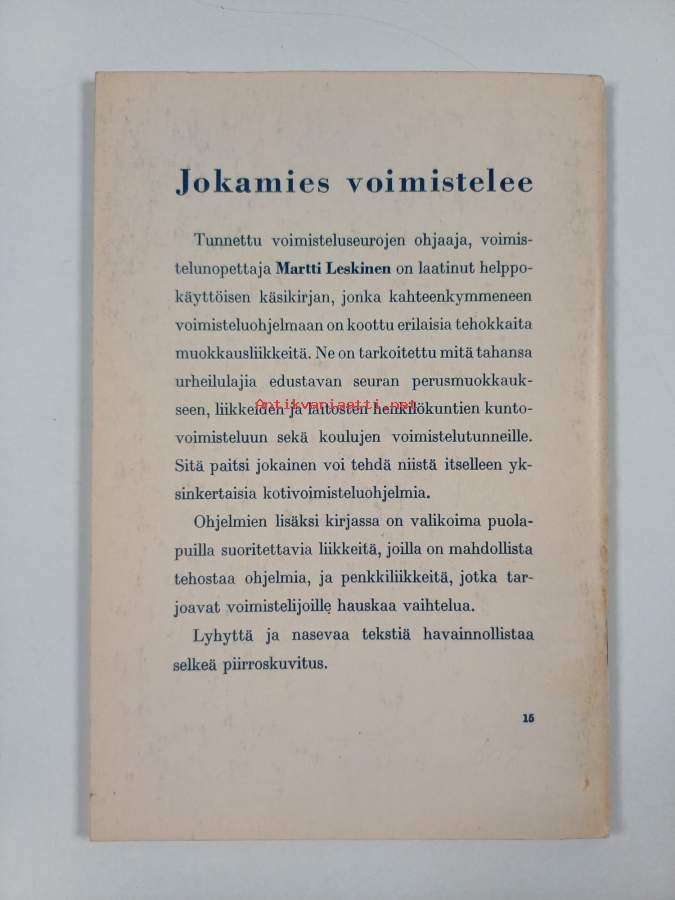 Jokamies voimistelee
Tunnettu voimisteluseurojen ohjaaja, voimis-
telunopettaja Martti Leskinen on laatinut helppo-
käyttöisen käsikirjan, jonka kahteenkymmeneen
voimisteluohjelmaan on koottu erilaisia tehokkaita
muokkausliikkeitä. Ne on tarkoitettu mitä tahansa
urheilulajia edustavan seuran perusmuokkauk-
seen, liikkeiden ja laitosten henkilökuntien kunto-
Antikvariaatti.net
voimisteluun sekä koulujen voimistelutunneille.
Sitä paitsi jokainen voi tehdä niistä itselleen yk-
sinkertaisia kotivoimisteluohjelmia.
Ohjelmien lisäksi kirjassa on valikoima puola-
puilla suoritettavia liikkeitä, joilla on mahdollista
tehostaa ohjelmia, ja penkkiliikkeitä, jotka tar-
joavat voimistelijoille hauskaa vaihtelua.
Lyhyttä ja nasevaa tekstiä havainnollistaa
selkeä piirroskuvitus.
15